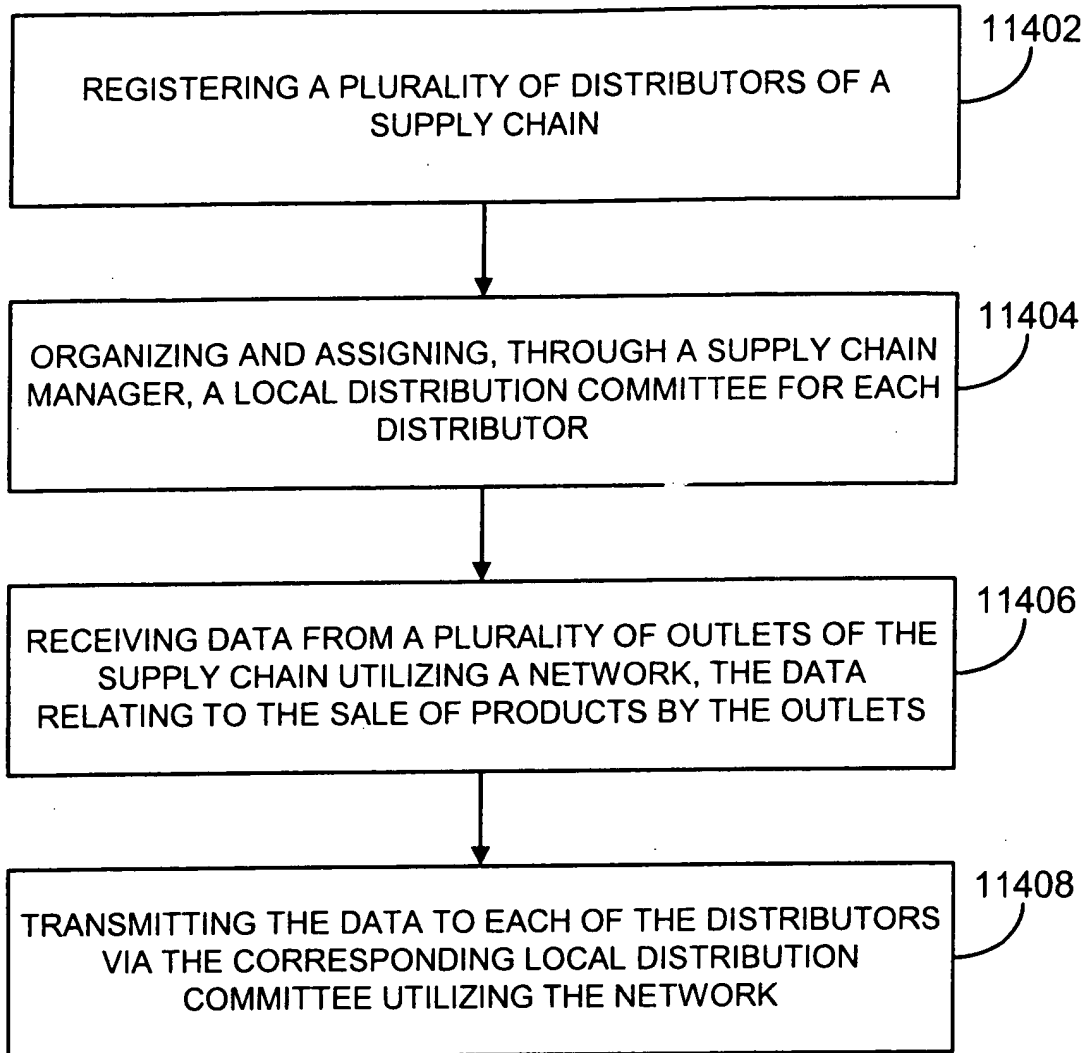 11402
REGISTERING A PLURALITY OF DISTRIBUTORS OF A
SUPPLY CHAIN
11404
ORGANIZING AND ASSIGNING, THROUGH A SUPPLY CHAIN
MANAGER, A LOCAL DISTRIBUTION COMMITTEE FOR EACH
DISTRIBUTOR
11406
RECEIVING DATA FROM A PLURALITY OF OUTLETS OF THE
SUPPLY CHAIN UTILIZING A NETWORK, THE DATA
RELATING TO THE SALE OF PRODUCTS BY THE OUTLETS
11408
TRANSMITTING THE DATA TO EACH OF THE DISTRIBUTORS
VIA THE CORRESPONDING LOCAL DISTRIBUTION
COMMITTEE UTILIZING THE NETWORK